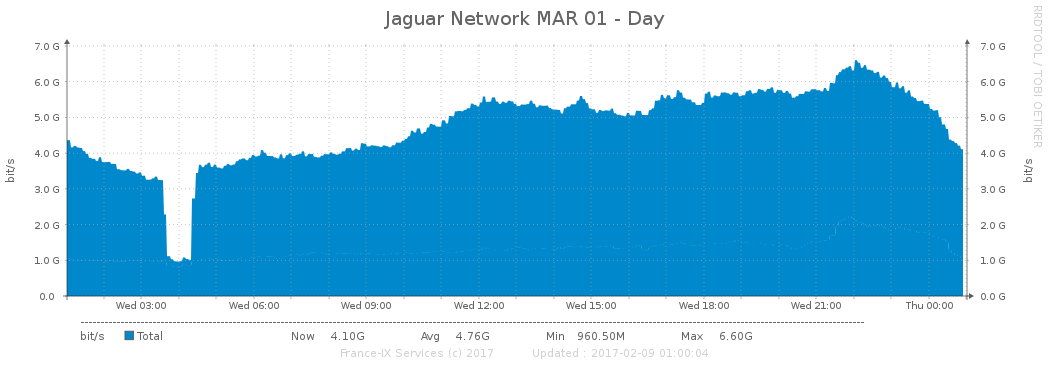 Jaguar Network MAR 01 - Day
RRDTOOL / TOBI OETIKER
7.0 G 7.0 G
6.0 G 6.0 G
5.0 G 5.0 G
4.0 G 4.0 G
3.0 G 3.0 G
2.0 G 2.0 G
1.0 G 1.0 G
0.0 0.0 G
bit/s bit/s
Wed 03:00 Wed 06:00 Wed 09:00 Wed 12:00 Wed 15:00 Wed 18:00 Wed 21:00 Thu 00:00
bit/s Total Now 4.10G Avg 4.76G Min 960.50M Max 6.60G
France-IX Services (c) 2017 Updated : 2017-02-09 01:00:04